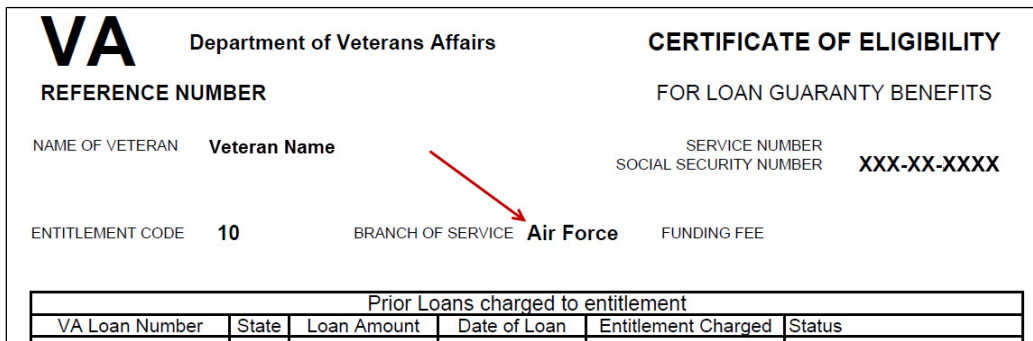 VA Department of Veterans Affairs CERTIFICATE OF ELIGIBILITY
REFERENCE NUMBER FOR LOAN GUARANTY BENEFITS
NAME OF VETERAN Veteran Name SERVICE NUMBER
SOCIAL SECURITY NUMBER XXX-XX-XXXX
ENTITLEMENT CODE 10 BRANCH OF SERVICE Air Force FUNDING FEE
Prior Loans charged to entitlement
VA Loan Number State Loan Amount Date of Loan Entitlement Charged Status